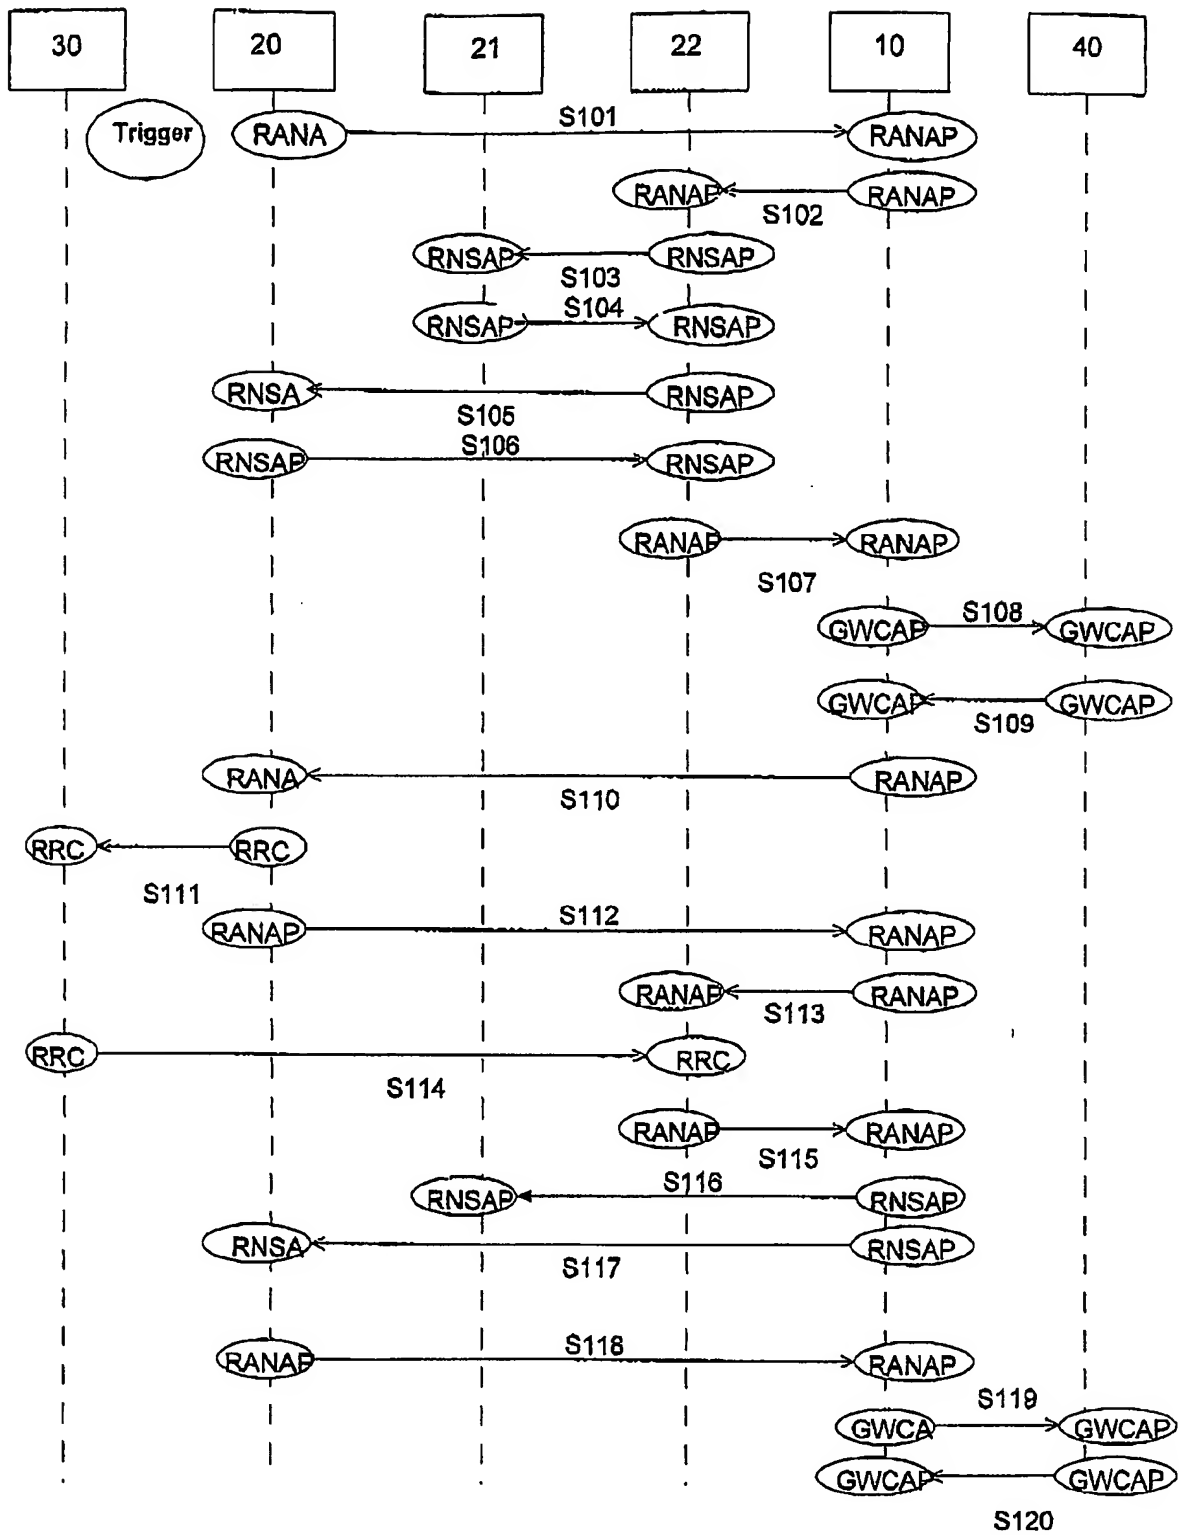 30 20 21 22 10 40
Trigger RANA S101 RANAP
RANAP S102 RANAP
RNSAP S103 RNSAP
RNSAP S104 RNSAP
RNSA S105 RNSAP
RNSAP S106 RNSAP
RANAP S107 RANAP
GWCAP S108 GWCAP
GWCAP S109 GWCAP
RANA S110 RANAP
RRC S111 RRC
RANAP S112 RANAP
RANAP S113 RANAP
RRC S114 RRC
RANAP S115 RANAP
RNSAP S116 RNSAP
RNSA S117 RNSAP
RANAP S118 RANAP
GWCA S119 GWCAP
GWCAP S120 GWCAP